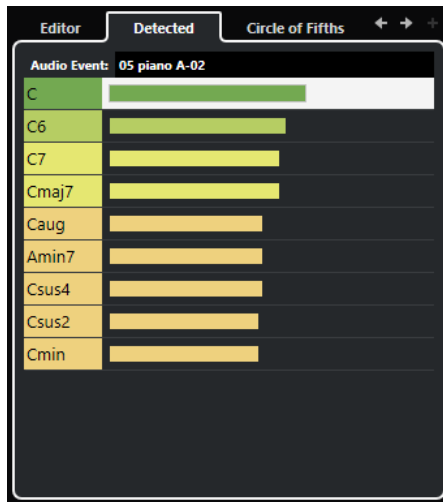 Editor Detected Circle of Fifths
Audio Event: 05 piano A-02
C
C6
C7
Cmaj7
Caug
Amin7
Csus4
Csus2
Cmin